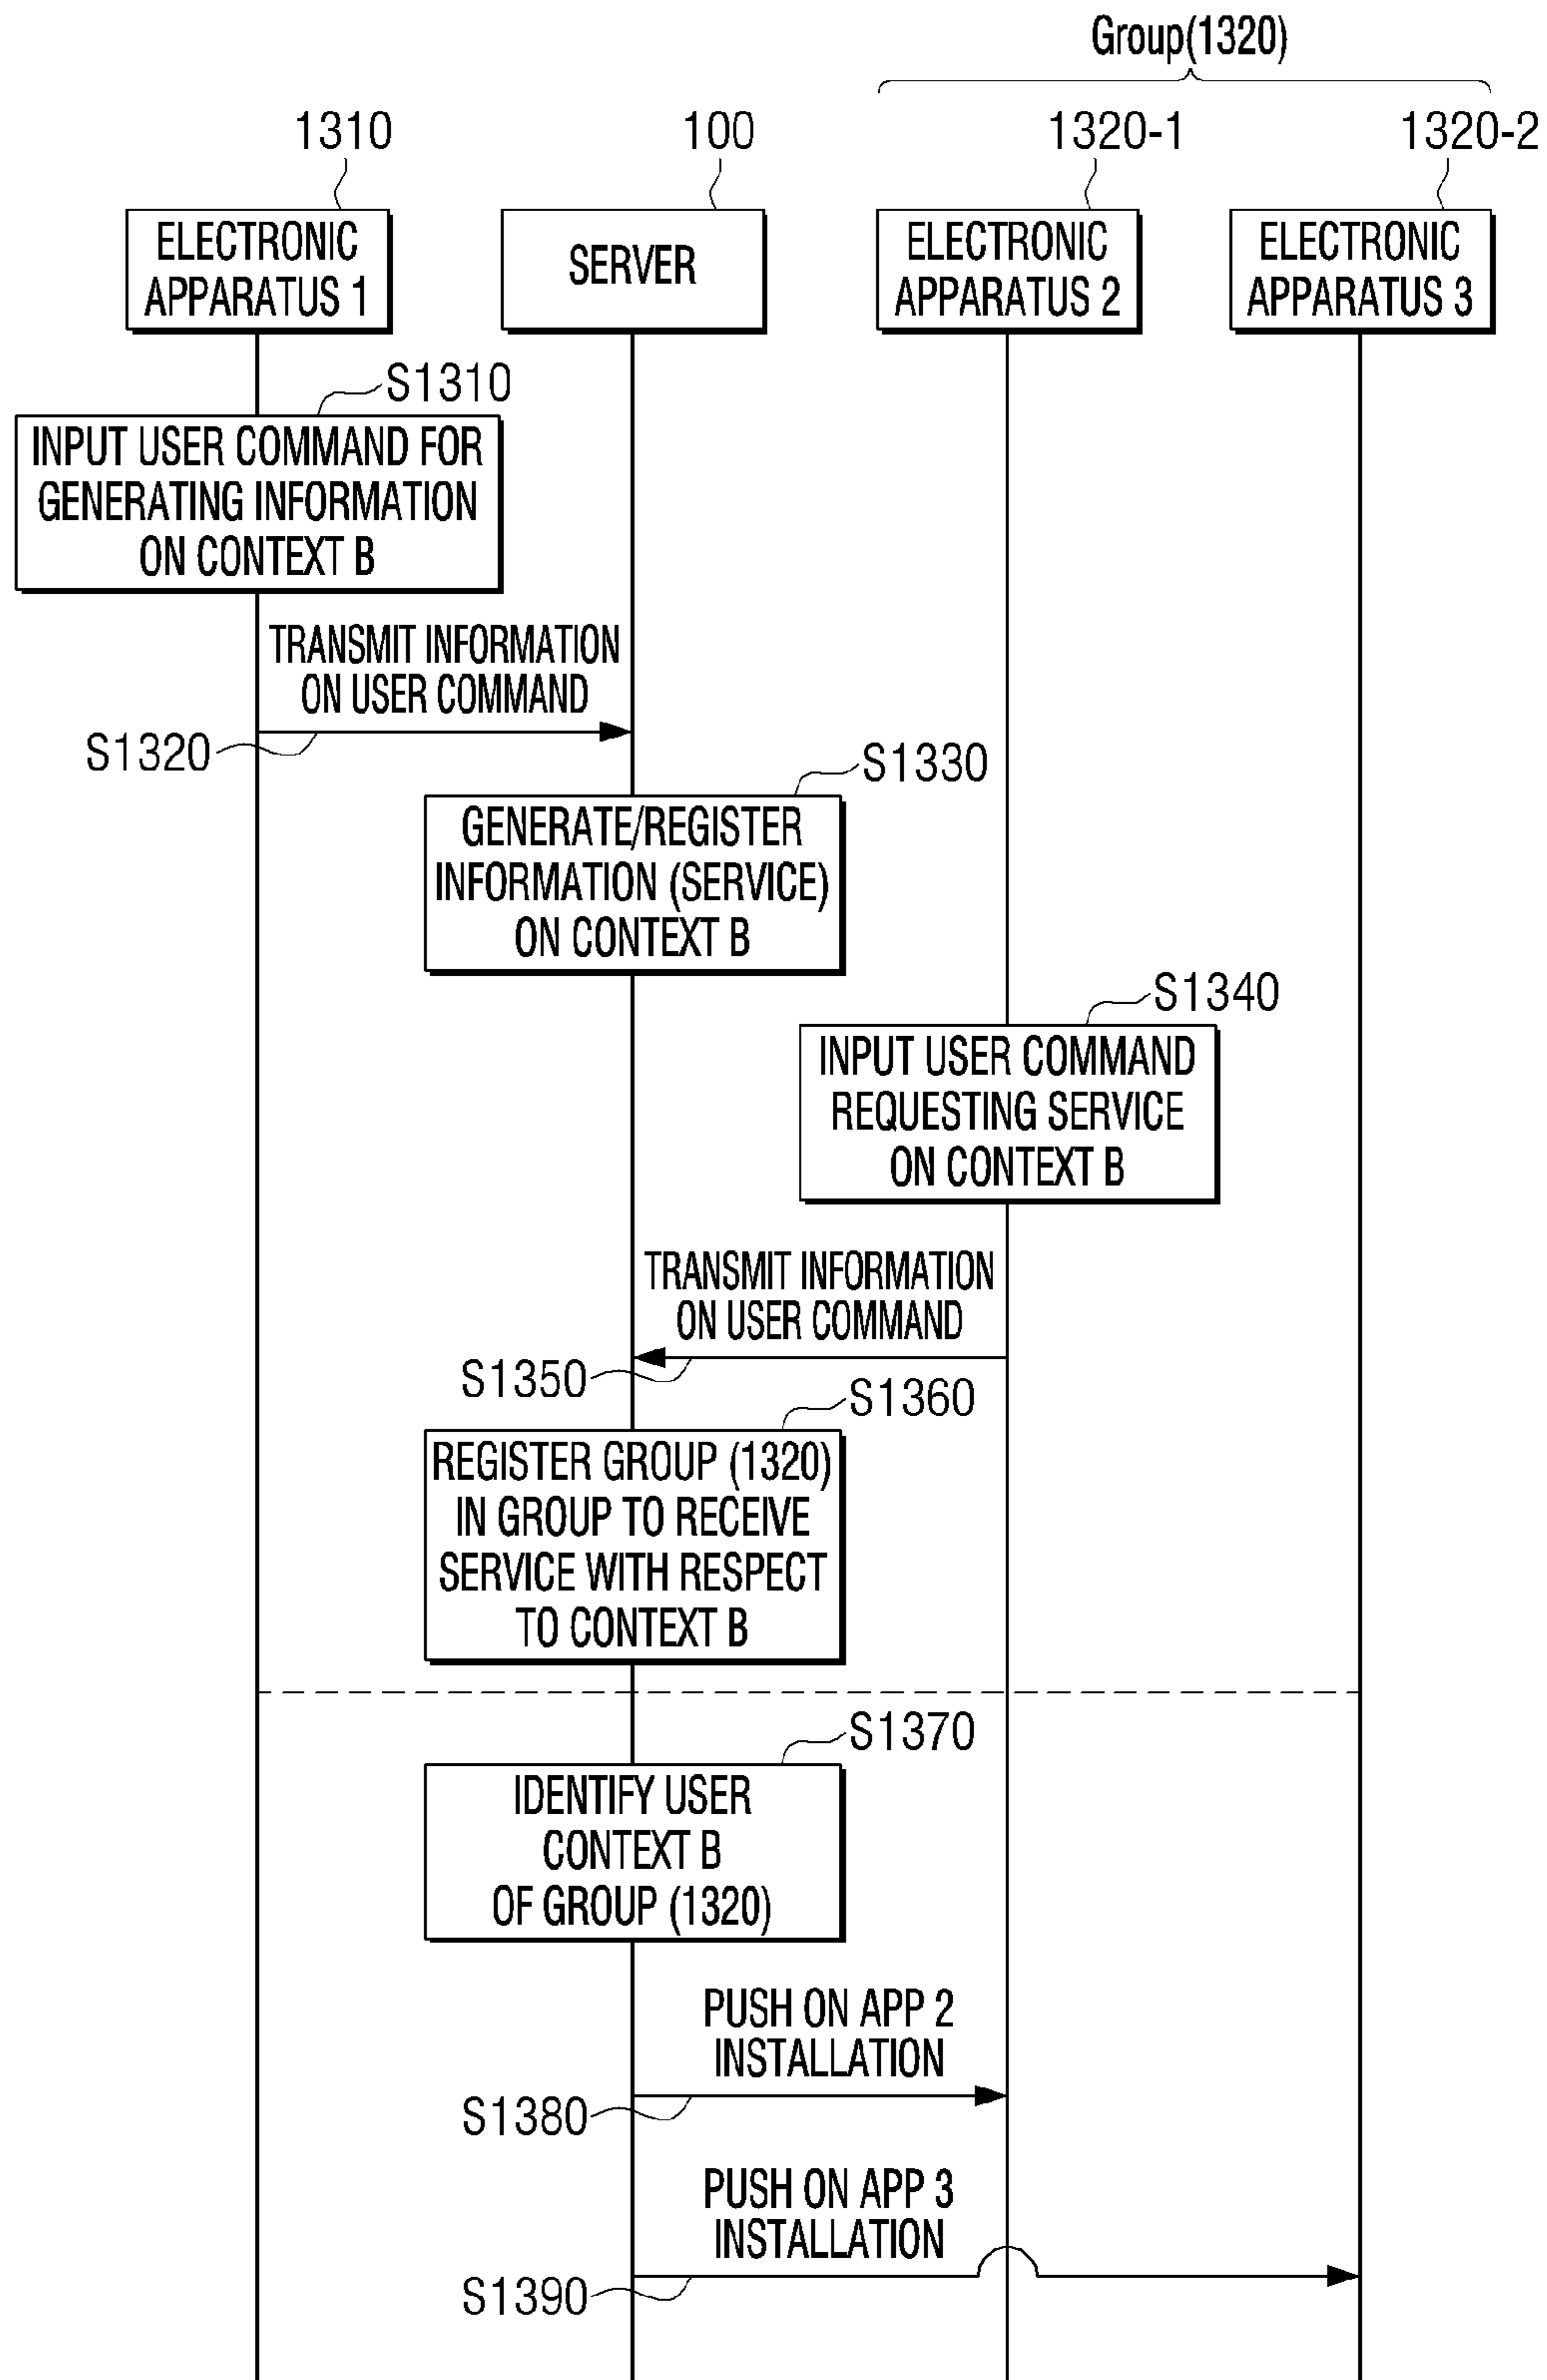 Group(1320)
1310
100
1320-1
1320-2
ELECTRONIC
APPARATUS 1
SERVER
ELECTRONIC
APPARATUS 2
ELECTRONIC
APPARATUS 3
S1310
INPUT USER COMMAND FOR
GENERATING INFORMATION
ON CONTEXT B
TRANSMIT INFORMATION
ON USER COMMAND
S1320
S1330
GENERATE/REGISTER
INFORMATION (SERVICE)
ON CONTEXT B
S1340
INPUT USER COMMAND
REQUESTING SERVICE
ON CONTEXT B
TRANSMIT INFORMATION
ON USER COMMAND
S1350
S1360
REGISTER GROUP (1320)
IN GROUP TO RECEIVE
SERVICE WITH RESPECT
TO CONTEXT B
S1370
IDENTIFY USER
CONTEXT B
OF GROUP (1320)
PUSH ON APP 2
INSTALLATION
S1380
PUSH ON APP 3
INSTALLATION
S1390